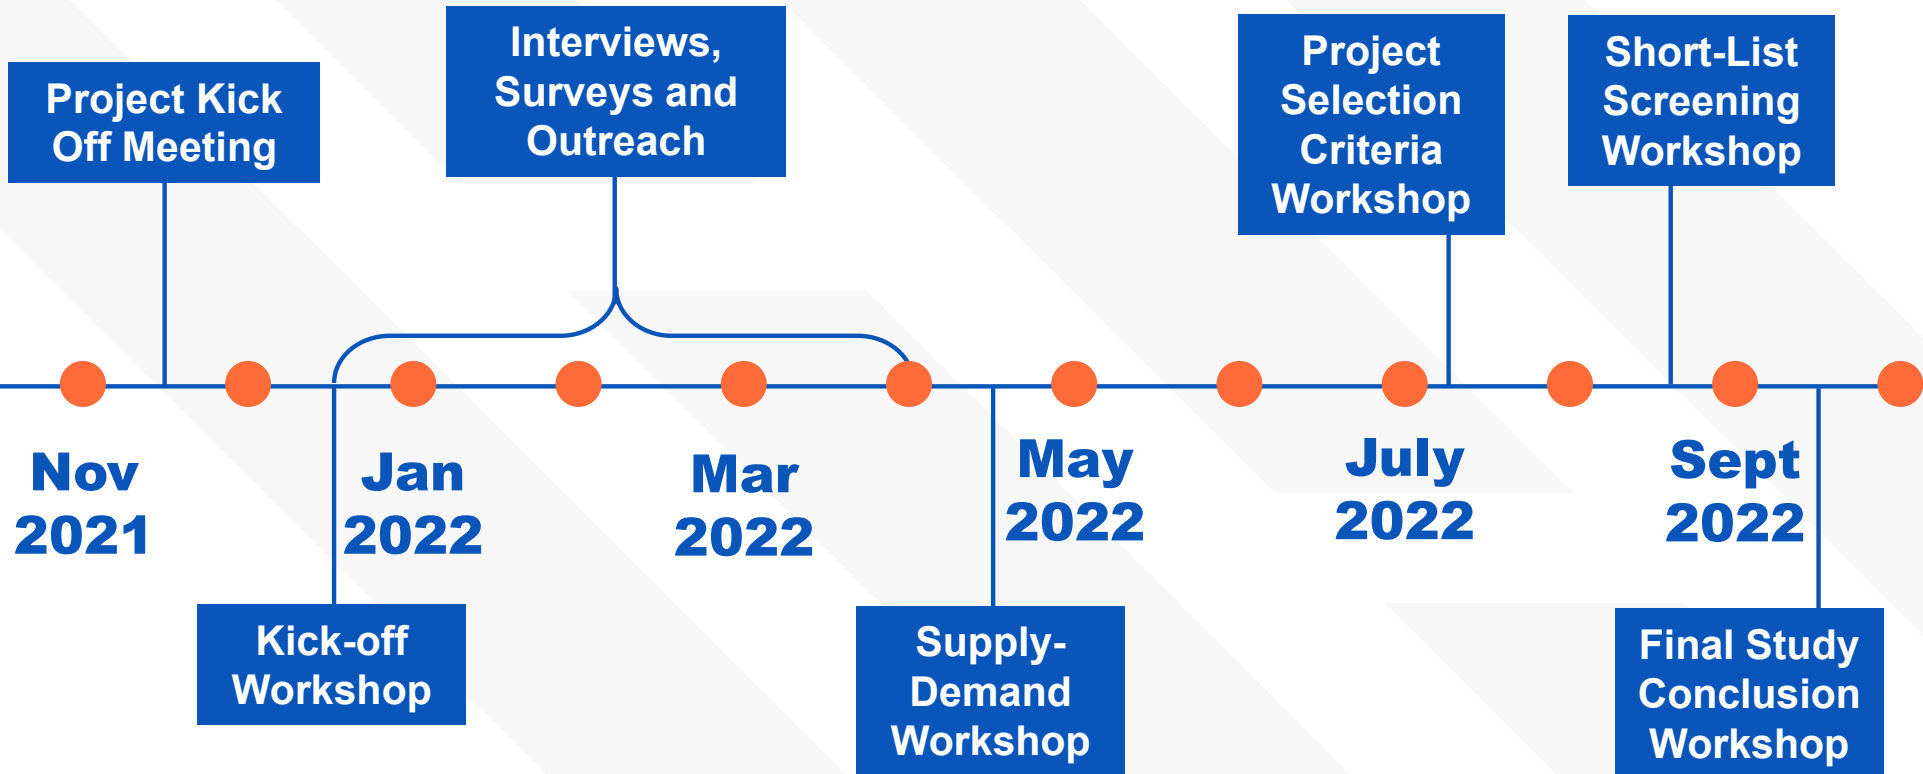 Project Kick
Off Meeting
Interviews,
Surveys and
Outreach
Project
Selection
Criteria
Workshop
Short-List
Screening
Workshop
Nov
2021
Jan
2022
Mar
2022
May
2022
July
2022
Sept
2022
Kick-off
Workshop
Supply-
Demand
Workshop
Final Study
Conclusion
Workshop